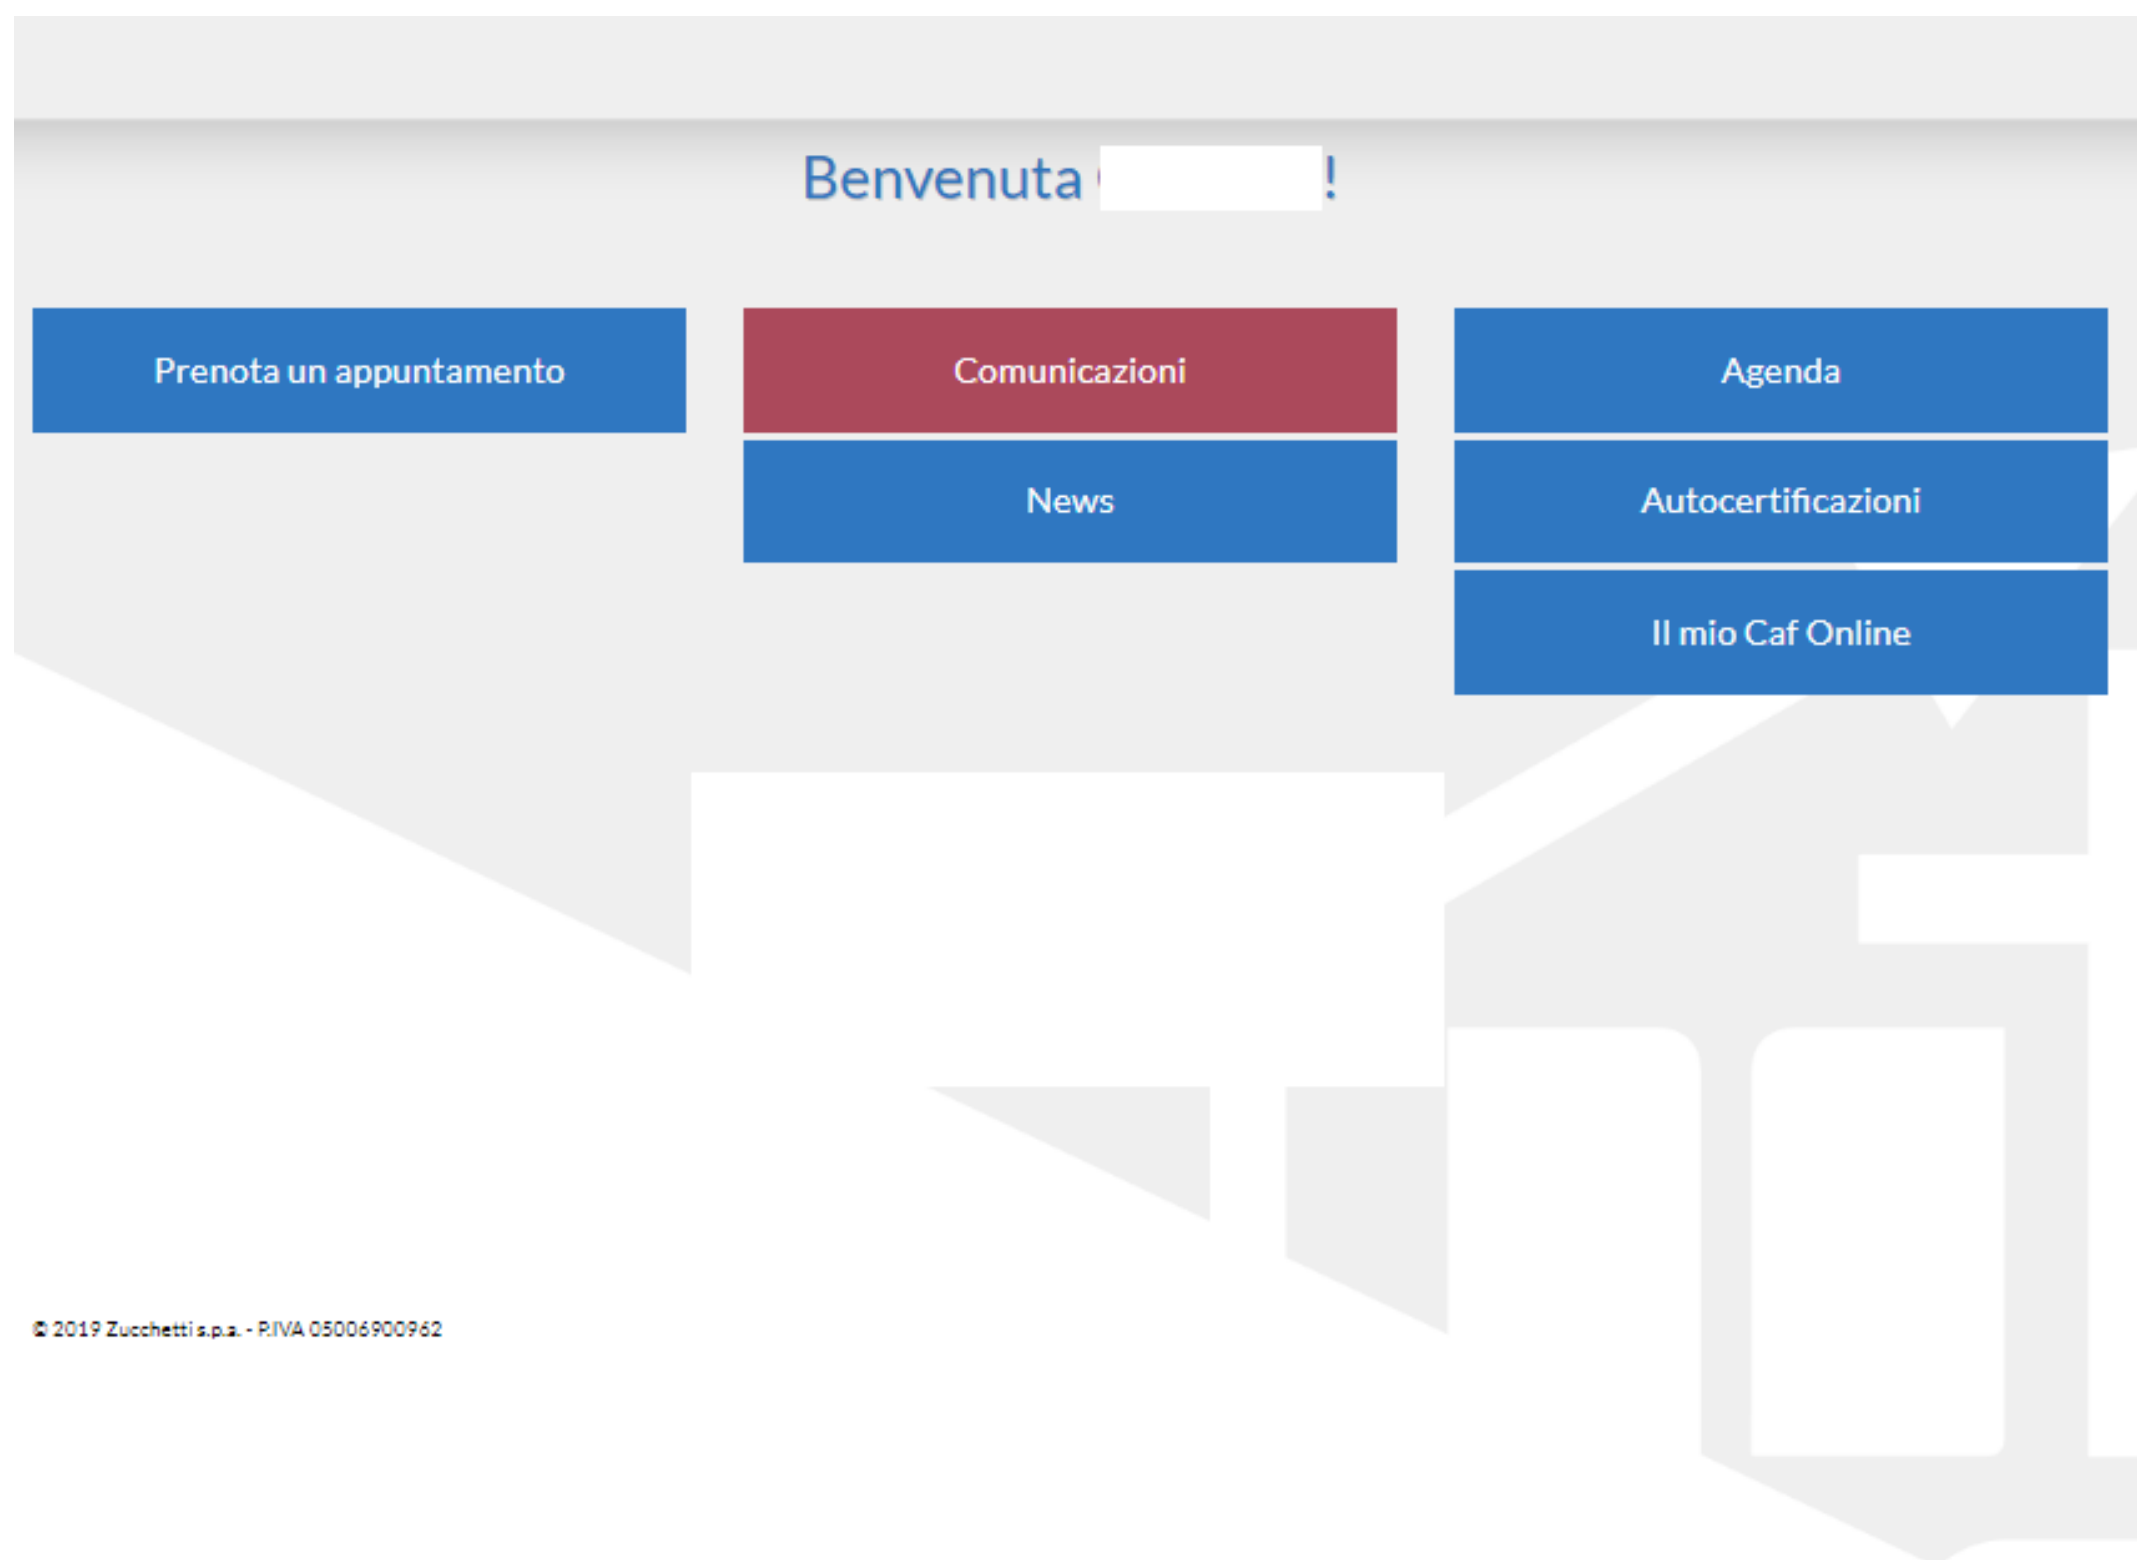 Benvenuta !
Prenota un appuntamento
Comunicazioni
Agenda
News
Autocertificazioni
Il mio Caf Online
© 2019 Zucchetti s.p.a. - P.IVA 05006900962